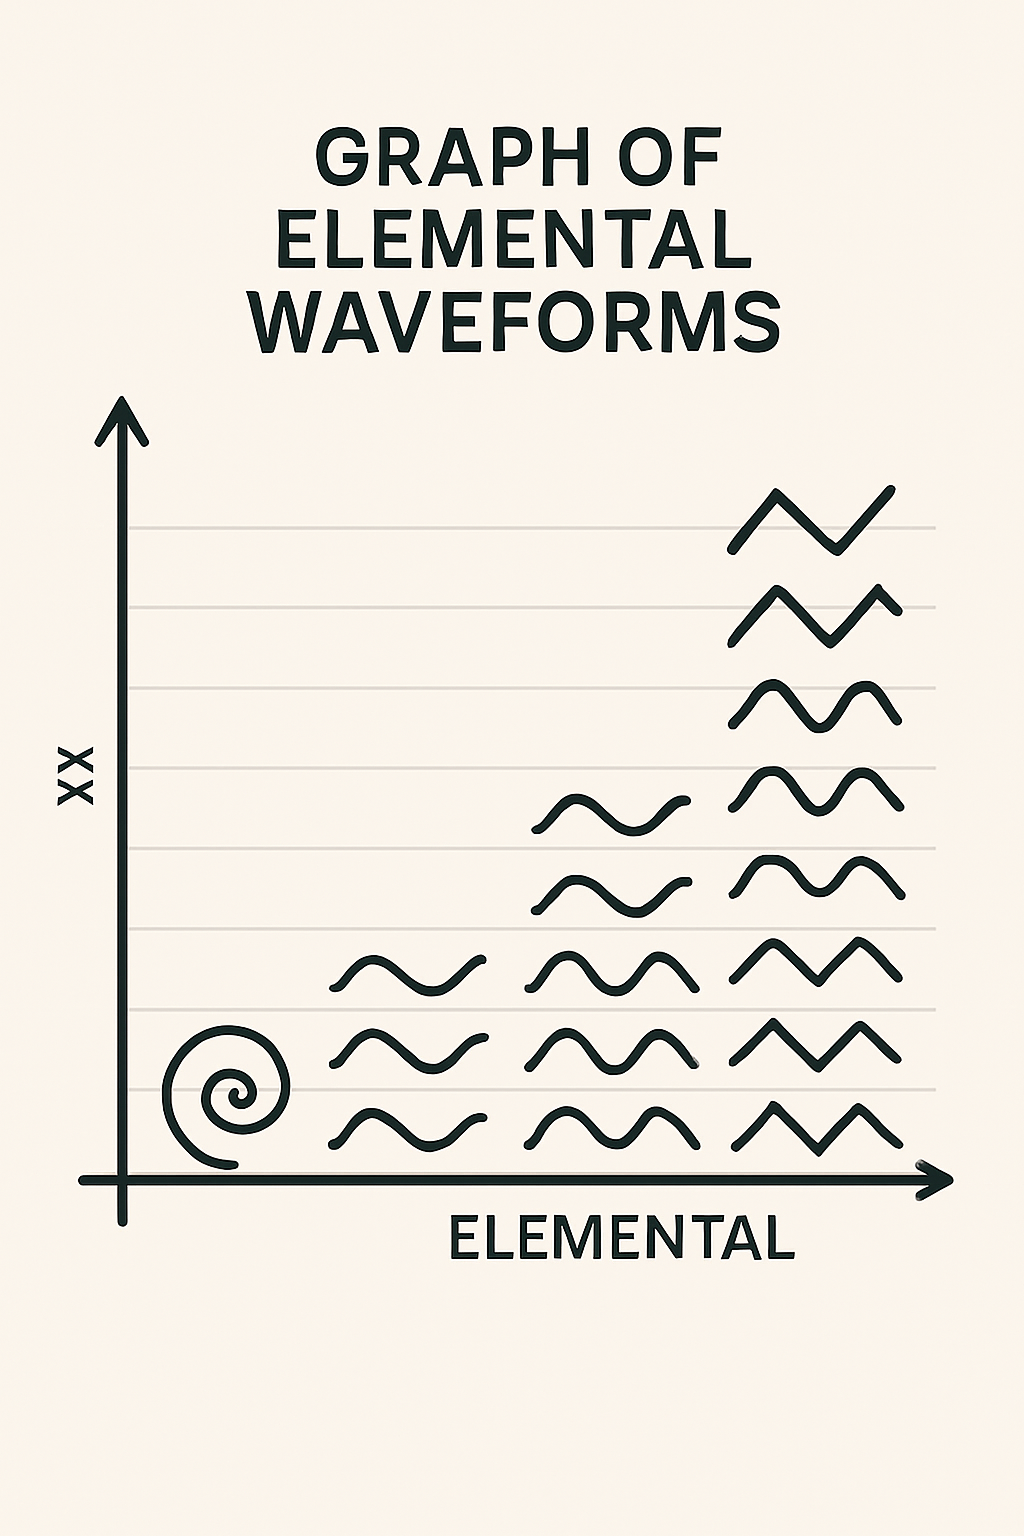 GRAPH OF
ELEMENTAL
WAVEFORMS
XX
ELEMENTAL